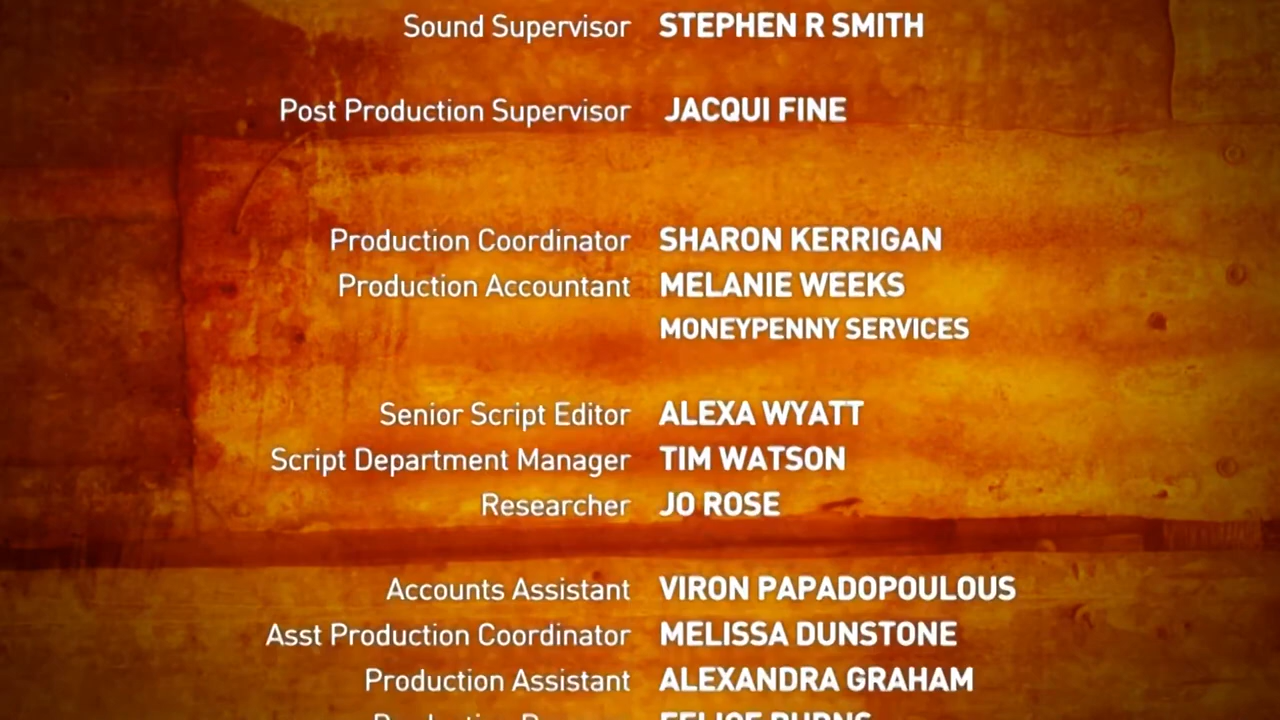 Sound Supervisor STEPHEN R SMITH
Post Production Supervisor JACQUI FINE
Production Coordinator SHARON KERRIGAN
Production Accountant MELANIE WEEKS
MONEYPENNY SERVICES
Senior Script Editor ALEXA WYATT
Script Department Manager TIM WATSON
Researcher JO ROSE
Accounts Assistant VIRON PAPADOPOULOUS
Asst Production Coordinator MELISSA DUNSTONE
Production Assistant ALEXANDRA GRAHAM
Production